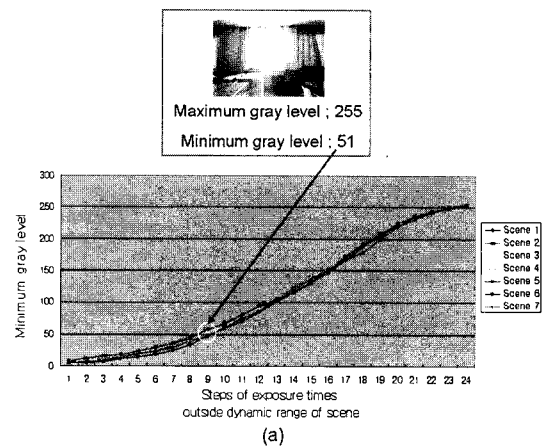 Maximum gray level ; 255
Minimum gray level ; 51
300
250
200
150
100
50
0
Minimum gray level
1 2 3 4 5 6 7 8 9 10 11 12 13 14 15 16 17 18 19 20 21 22 23 24
Steps of exposure times
outside dynamic range of scene
Scene 1
Scene 2
Scene 3
Scene 4
Scene 5
Scene 6
Scene 7
(a)